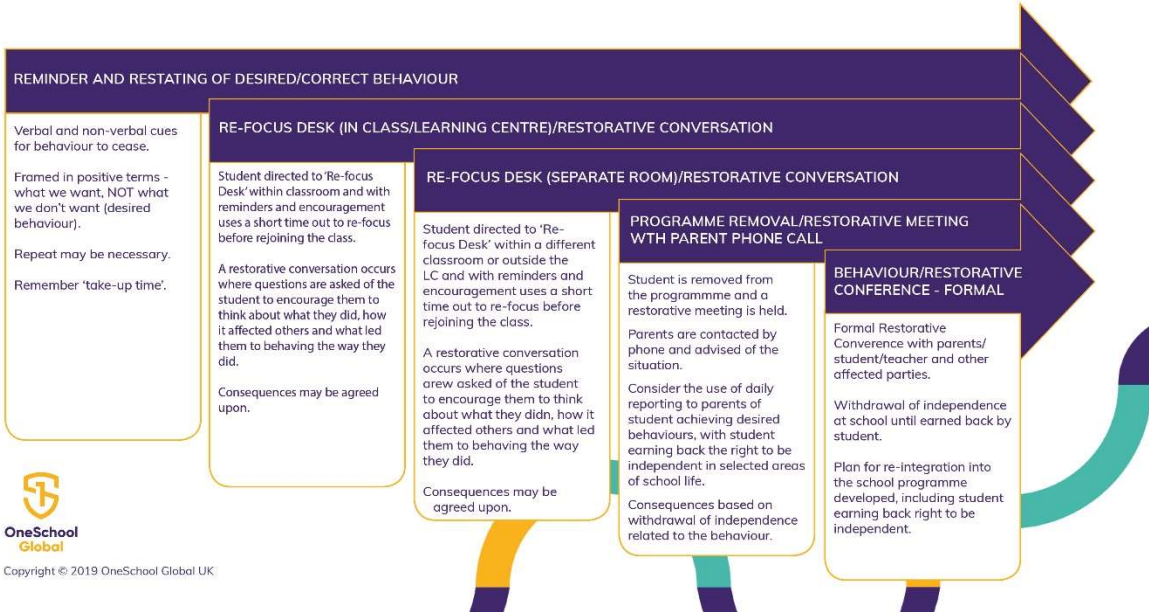 REMINDER AND RESTATING OF DESIRED/CORRECT BEHAVIOUR
Verbal and non-verbal cues
for behaviour to cease.
Framed in positive terms -
what we want, NOT what
we don't want (desired
behaviour).
Repeat may be necessary.
Remember 'take-up time'.
RE-FOCUS DESK (IN CLASS/LEARNING CENTRE)/RESTORATIVE CONVERSATION
Student directed to 'Re-focus
Desk' within classroom and with
reminders and encouragement
uses a short time out to re-focus
before rejoining the class.
A restorative conversation occurs
where questions are asked of the
student to encourage them to
think about what they did, how
it affected others and what led
them to behaving the way they
did.
Consequences may be agreed
upon.
RE-FOCUS DESK (SEPARATE ROOM)/RESTORATIVE CONVERSATION
Student directed to 'Re-
focus Desk' within a different
classroom or outside the
LC and with reminders and
encouragement uses a short
time out to re-focus before
rejoining the class.
A restorative conversation
occurs where questions
arew asked of the student
to encourage them to think
about what they didn, how it
affected others and what led
them to behaving the way
they did.
Consequences may be
agreed upon.
PROGRAMME REMOVAL/RESTORATIVE MEETING
WTH PARENT PHONE CALL
Student is removed from
the programmme and a
restorative meeting is held.
Parents are contacted by
phone and advised of the
situation.
Consider the use of daily
reporting to parents of
student achieving desired
behaviours, with student
earning back the right to be
independent in selected areas
of school life.
Consequences based on
withdrawal of independence
related to the behaviour.
BEHAVIOUR/RESTORATIVE
CONFERENCE - FORMAL
Formal Restorative
Converence with parents/
student/teacher and other
affected parties.
Withdrawal of independence
at school until earned back by
student.
Plan for re-integration into
the school programme
developed, including student
earning back right to be
independent.
OneSchool
Global
Copyright © 2019 OneSchool Global UK